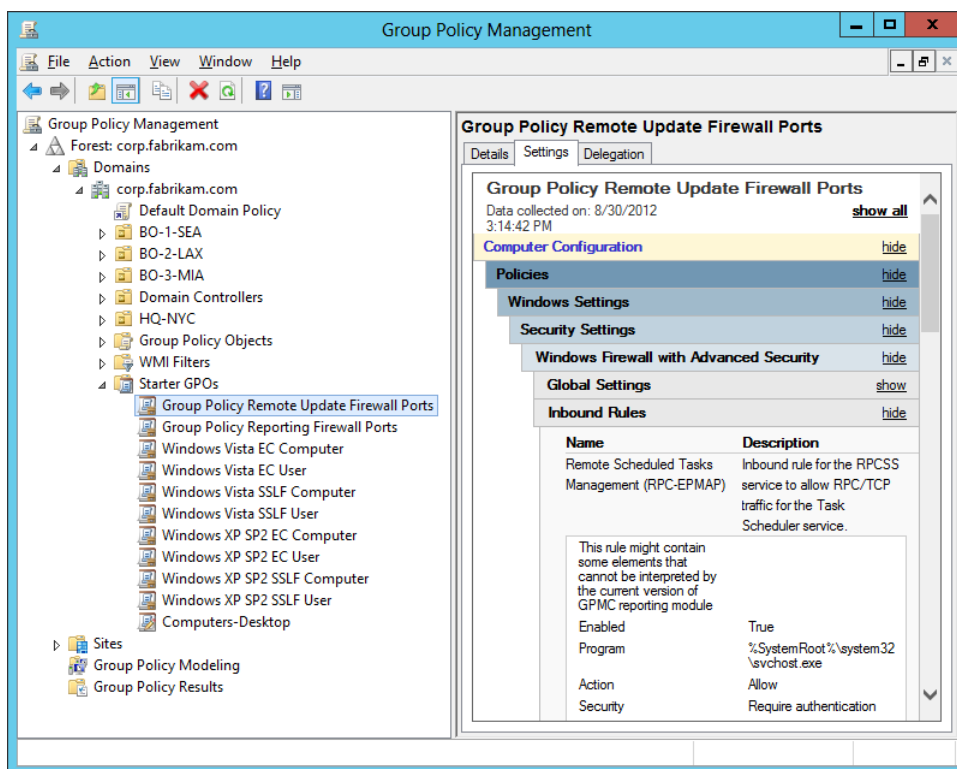 Group Policy Management
File Action View Window Help
Group Policy Management
Forest: corp.fabrikam.com
Domains
corp.fabrikam.com
Default Domain Policy
BO-1-SEA
BO-2-LAX
BO-3-MIA
Domain Controllers
HQ-NYC
Group Policy Objects
WMI Filters
Starter GPOs
Group Policy Remote Update Firewall Ports
Group Policy Reporting Firewall Ports
Windows Vista EC Computer
Windows Vista EC User
Windows Vista SSLF Computer
Windows Vista SSLF User
Windows XP SP2 EC Computer
Windows XP SP2 EC User
Windows XP SP2 SSLF Computer
Windows XP SP2 SSLF User
Computers-Desktop
Sites
Group Policy Modeling
Group Policy Results
Group Policy Remote Update Firewall Ports
Details Settings Delegation
Group Policy Remote Update Firewall Ports
Data collected on: 8/30/2012 show all
3:14:42 PM
Computer Configuration hide
Policies hide
Windows Settings hide
Security Settings hide
Windows Firewall with Advanced Security hide
Global Settings show
Inbound Rules hide
Name Description
Remote Scheduled Tasks Inbound rule for the RPCSS
Management (RPC-EPMAP) service to allow RPC/TCP
traffic for the Task
Scheduler service.
This rule might contain
some elements that
cannot be interpreted by
the current version of
GPMC reporting module
Enabled True
Program %SystemRoot%\system32
\svchost.exe
Action Allow
Security Require authentication